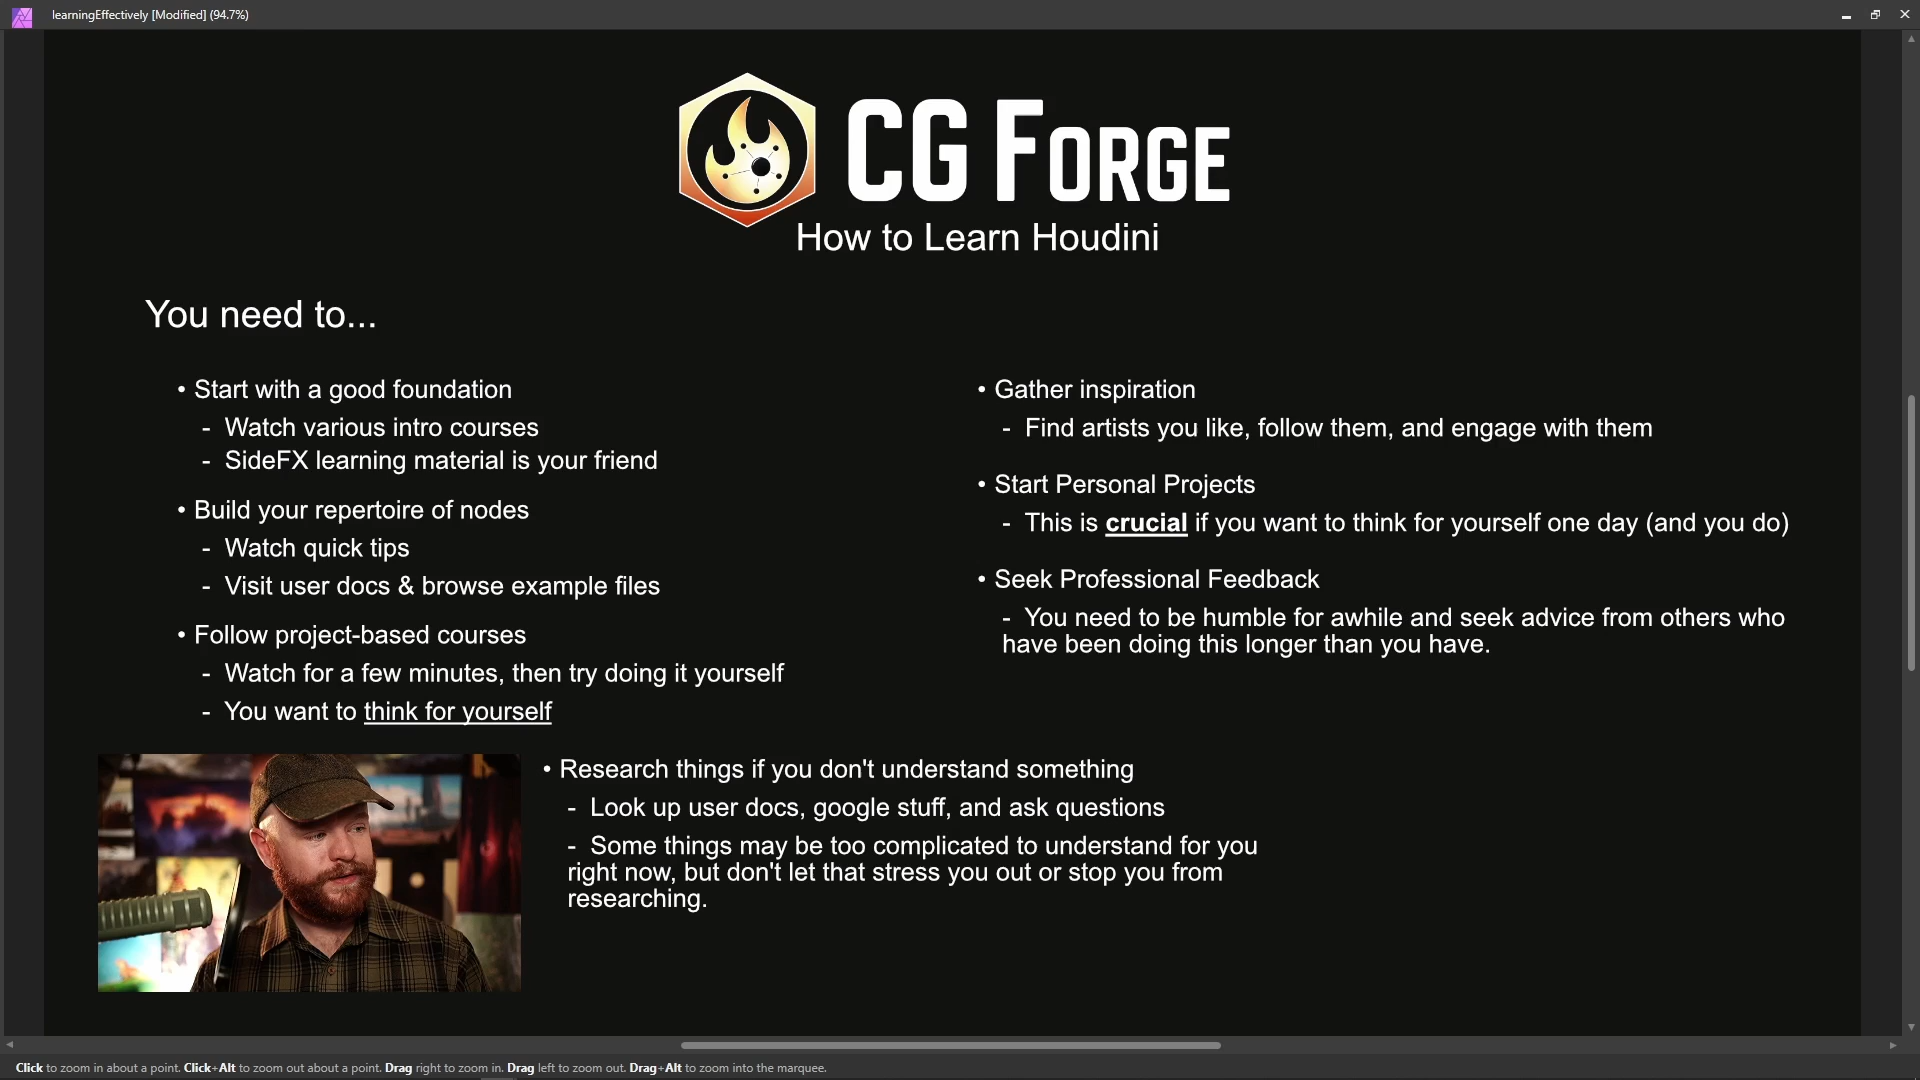 learningEffectively [Modified] (94.7%)
CG FORGE
How to Learn Houdini
You need to...
• Start with a good foundation
- Watch various intro courses
- SideFX learning material is your friend
• Build your repertoire of nodes
- Watch quick tips
- Visit user docs & browse example files
• Follow project-based courses
- Watch for a few minutes, then try doing it yourself
- You want to think for yourself
• Research things if you don't understand something
- Look up user docs, google stuff, and ask questions
- Some things may be too complicated to understand for you
right now, but don't let that stress you out or stop you from
researching.
• Gather inspiration
- Find artists you like, follow them, and engage with them
• Start Personal Projects
- This is crucial if you want to think for yourself one day (and you do)
• Seek Professional Feedback
- You need to be humble for awhile and seek advice from others who
have been doing this longer than you have.
Click to zoom in about a point. Click+Alt to zoom out about a point. Drag right to zoom in. Drag left to zoom out. Drag+Alt to zoom into the marquee.